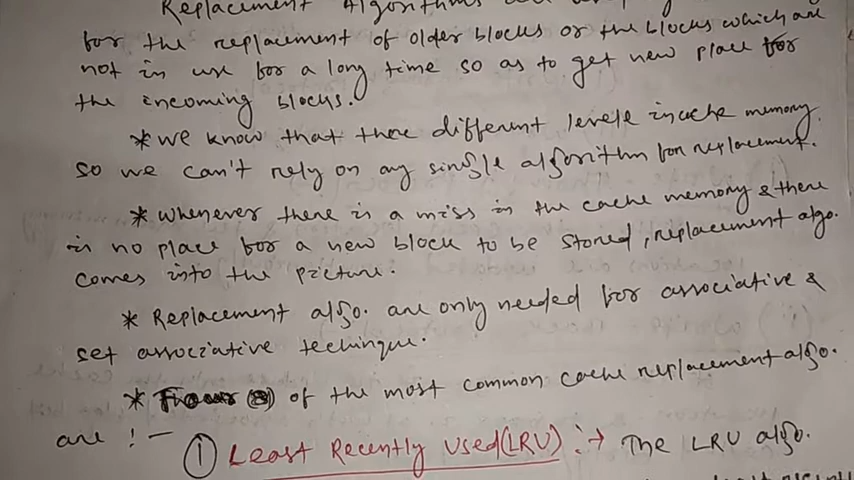 Replacement Algorithms are
for the replacement of older blocks or the blocks which are
not in use for a long time so as to get new place for
the incoming blocks.
* we know that there different levels in cache memory
so we can't rely on any single algorithm for replacement.
* Whenever there is a miss in the cache memory & there
is no place for a new block to be stored, replacement algo.
comes into the picture.
* Replacement algo. are only needed for associative &
set associative techinque.
* of the most common cache replacement algo.
are :-
① Least Recently Used(LRU) :→ The LRU algo.